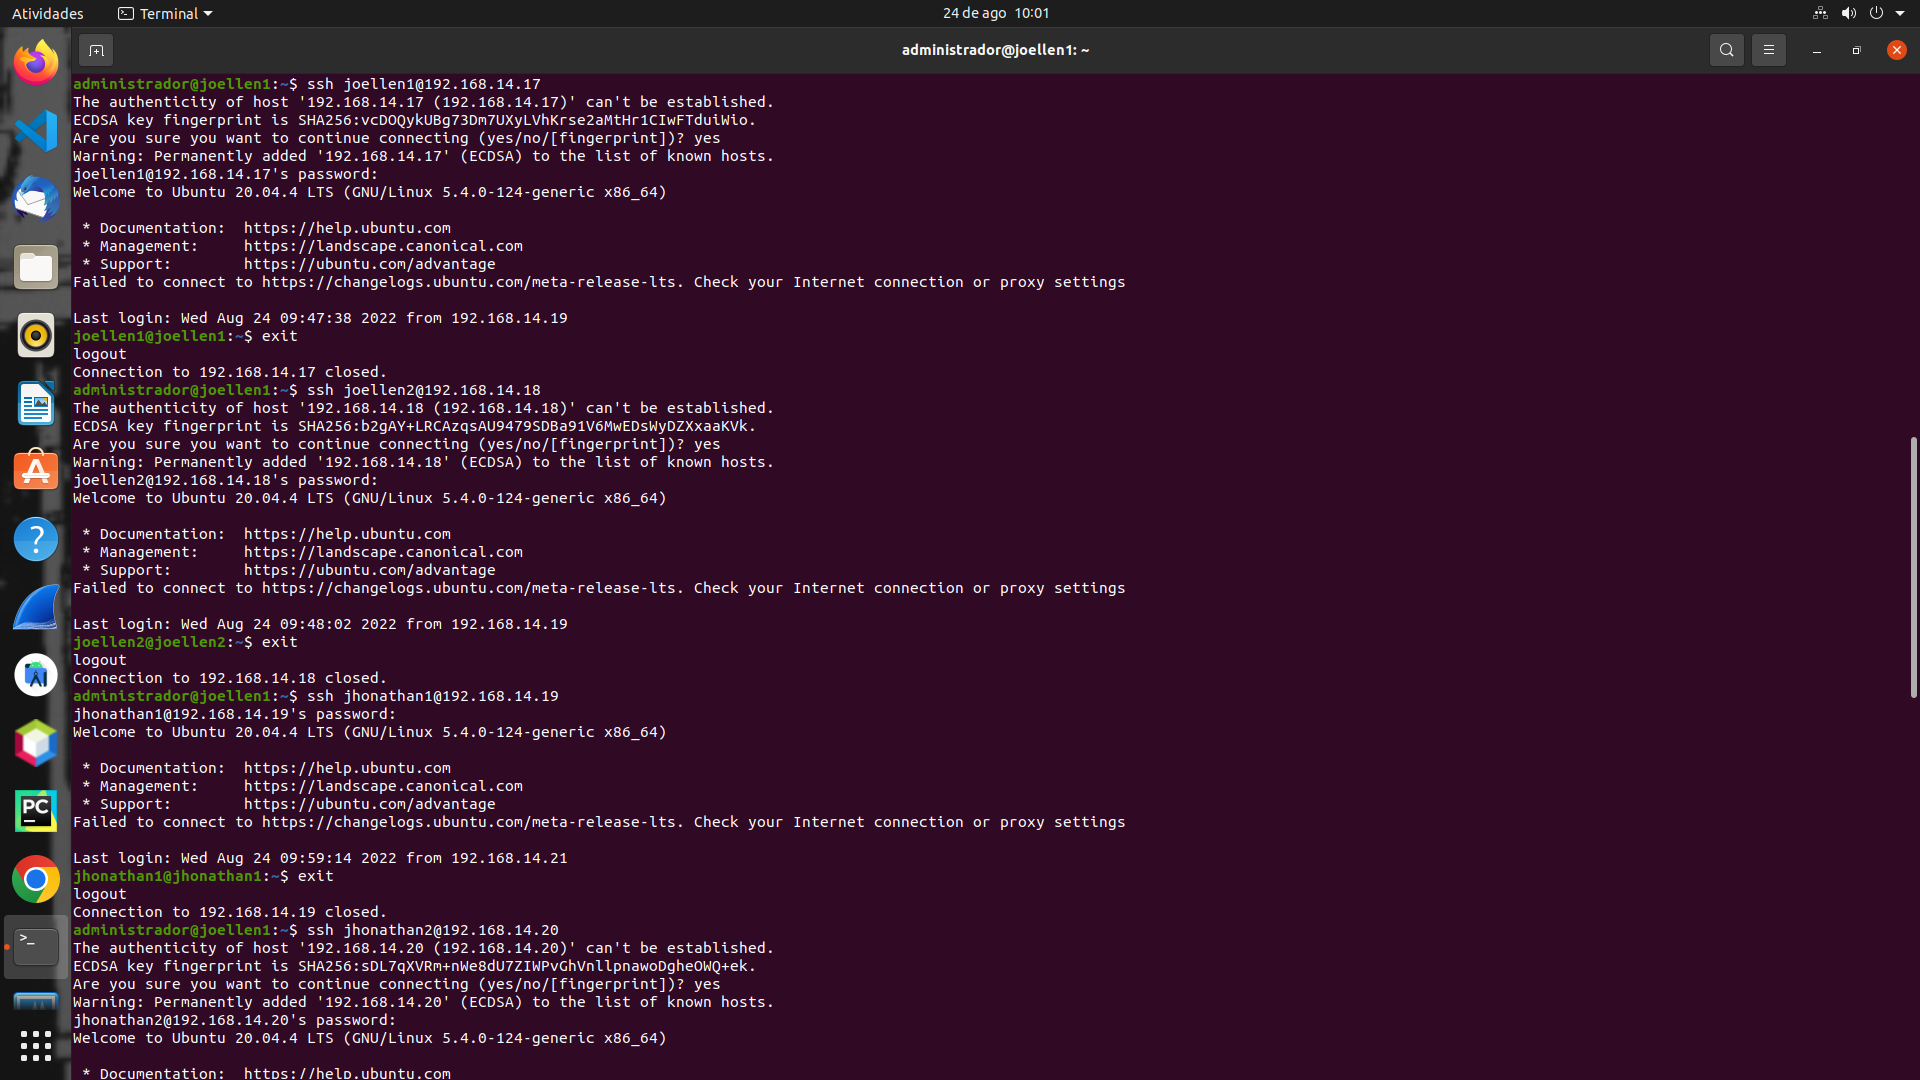 Atividades
Terminal
24 de ago 10:01
administrador@joellen1: ~
administrador@joellen1:~$ ssh joellen1@192.168.14.17
The authenticity of host '192.168.14.17 (192.168.14.17)' can't be established.
ECDSA key fingerprint is SHA256:vcDOQykUBg73Dm7UXyLVhKrse2aMtHr1CIwFTduiWio.
Are you sure you want to continue connecting (yes/no/[fingerprint])? yes
Warning: Permanently added '192.168.14.17' (ECDSA) to the list of known hosts.
joellen1@192.168.14.17's password:
Welcome to Ubuntu 20.04.4 LTS (GNU/Linux 5.4.0-124-generic x86_64)
* Documentation:  https://help.ubuntu.com
* Management:     https://landscape.canonical.com
* Support:        https://ubuntu.com/advantage
Failed to connect to https://changelogs.ubuntu.com/meta-release-lts. Check your Internet connection or proxy settings
Last login: Wed Aug 24 09:47:38 2022 from 192.168.14.19
joellen1@joellen1:~$ exit
logout
Connection to 192.168.14.17 closed.
administrador@joellen1:~$ ssh joellen2@192.168.14.18
The authenticity of host '192.168.14.18 (192.168.14.18)' can't be established.
ECDSA key fingerprint is SHA256:b2gAY+LRCAzqsAU9479SDBa91V6MwEDsWyDZXxaaKVk.
Are you sure you want to continue connecting (yes/no/[fingerprint])? yes
Warning: Permanently added '192.168.14.18' (ECDSA) to the list of known hosts.
joellen2@192.168.14.18's password:
Welcome to Ubuntu 20.04.4 LTS (GNU/Linux 5.4.0-124-generic x86_64)
* Documentation:  https://help.ubuntu.com
* Management:     https://landscape.canonical.com
* Support:        https://ubuntu.com/advantage
Failed to connect to https://changelogs.ubuntu.com/meta-release-lts. Check your Internet connection or proxy settings
Last login: Wed Aug 24 09:48:02 2022 from 192.168.14.19
joellen2@joellen2:~$ exit
logout
Connection to 192.168.14.18 closed.
administrador@joellen1:~$ ssh jhonathan1@192.168.14.19
jhonathan1@192.168.14.19's password:
Welcome to Ubuntu 20.04.4 LTS (GNU/Linux 5.4.0-124-generic x86_64)
* Documentation:  https://help.ubuntu.com
* Management:     https://landscape.canonical.com
* Support:        https://ubuntu.com/advantage
Failed to connect to https://changelogs.ubuntu.com/meta-release-lts. Check your Internet connection or proxy settings
Last login: Wed Aug 24 09:59:14 2022 from 192.168.14.21
jhonathan1@jhonathan1:~$ exit
logout
Connection to 192.168.14.19 closed.
administrador@joellen1:~$ ssh jhonathan2@192.168.14.20
The authenticity of host '192.168.14.20 (192.168.14.20)' can't be established.
ECDSA key fingerprint is SHA256:sDL7qXVRm+nWe8dU7ZIWPvGhVnllpnawoDgheOWQ+ek.
Are you sure you want to continue connecting (yes/no/[fingerprint])? yes
Warning: Permanently added '192.168.14.20' (ECDSA) to the list of known hosts.
jhonathan2@192.168.14.20's password:
Welcome to Ubuntu 20.04.4 LTS (GNU/Linux 5.4.0-124-generic x86_64)
* Documentation:  https://help.ubuntu.com
PC